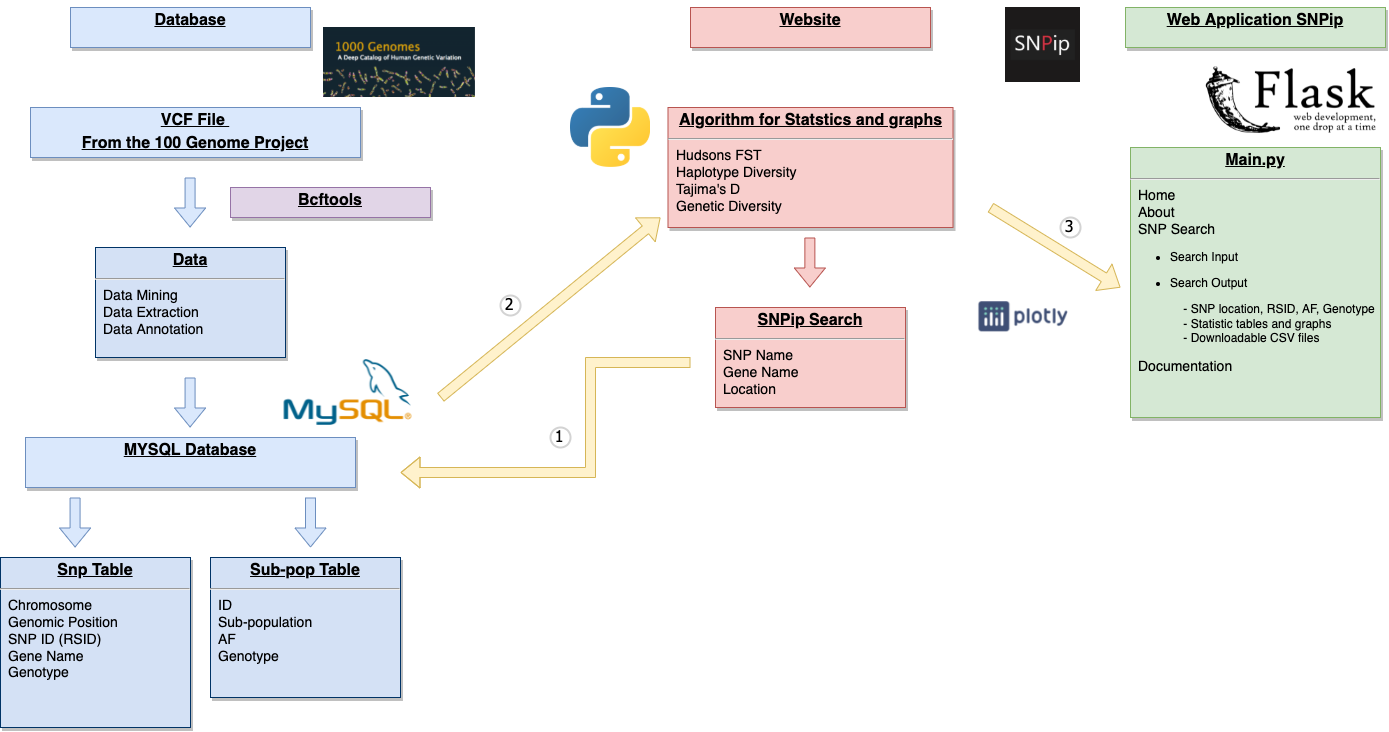 Database
1000 Genomes
A Deep Catalog of Human Genetic Variation
VCF File
From the 100 Genome Project
Bcftools
Data
Data Mining
Data Extraction
Data Annotation
MySQL®
MYSQL Database
Snp Table
Chromosome
Genomic Position
SNP ID (RSID)
Gene Name
Genotype
Sub-pop Table
ID
Sub-population
AF
Genotype
Website
Algorithm for Statstics and graphs
Hudsons FST
Haplotype Diversity
Tajima's D
Genetic Diversity
SNPip Search
SNP Name
Gene Name
Location
1
2
3
SNPip
plotly
Web Application SNPip
Flask
web development,
one drop at a time
Main.py
Home
About
SNP Search
• Search Input
• Search Output
- SNP location, RSID, AF, Genotype
- Statistic tables and graphs
- Downloadable CSV files
Documentation